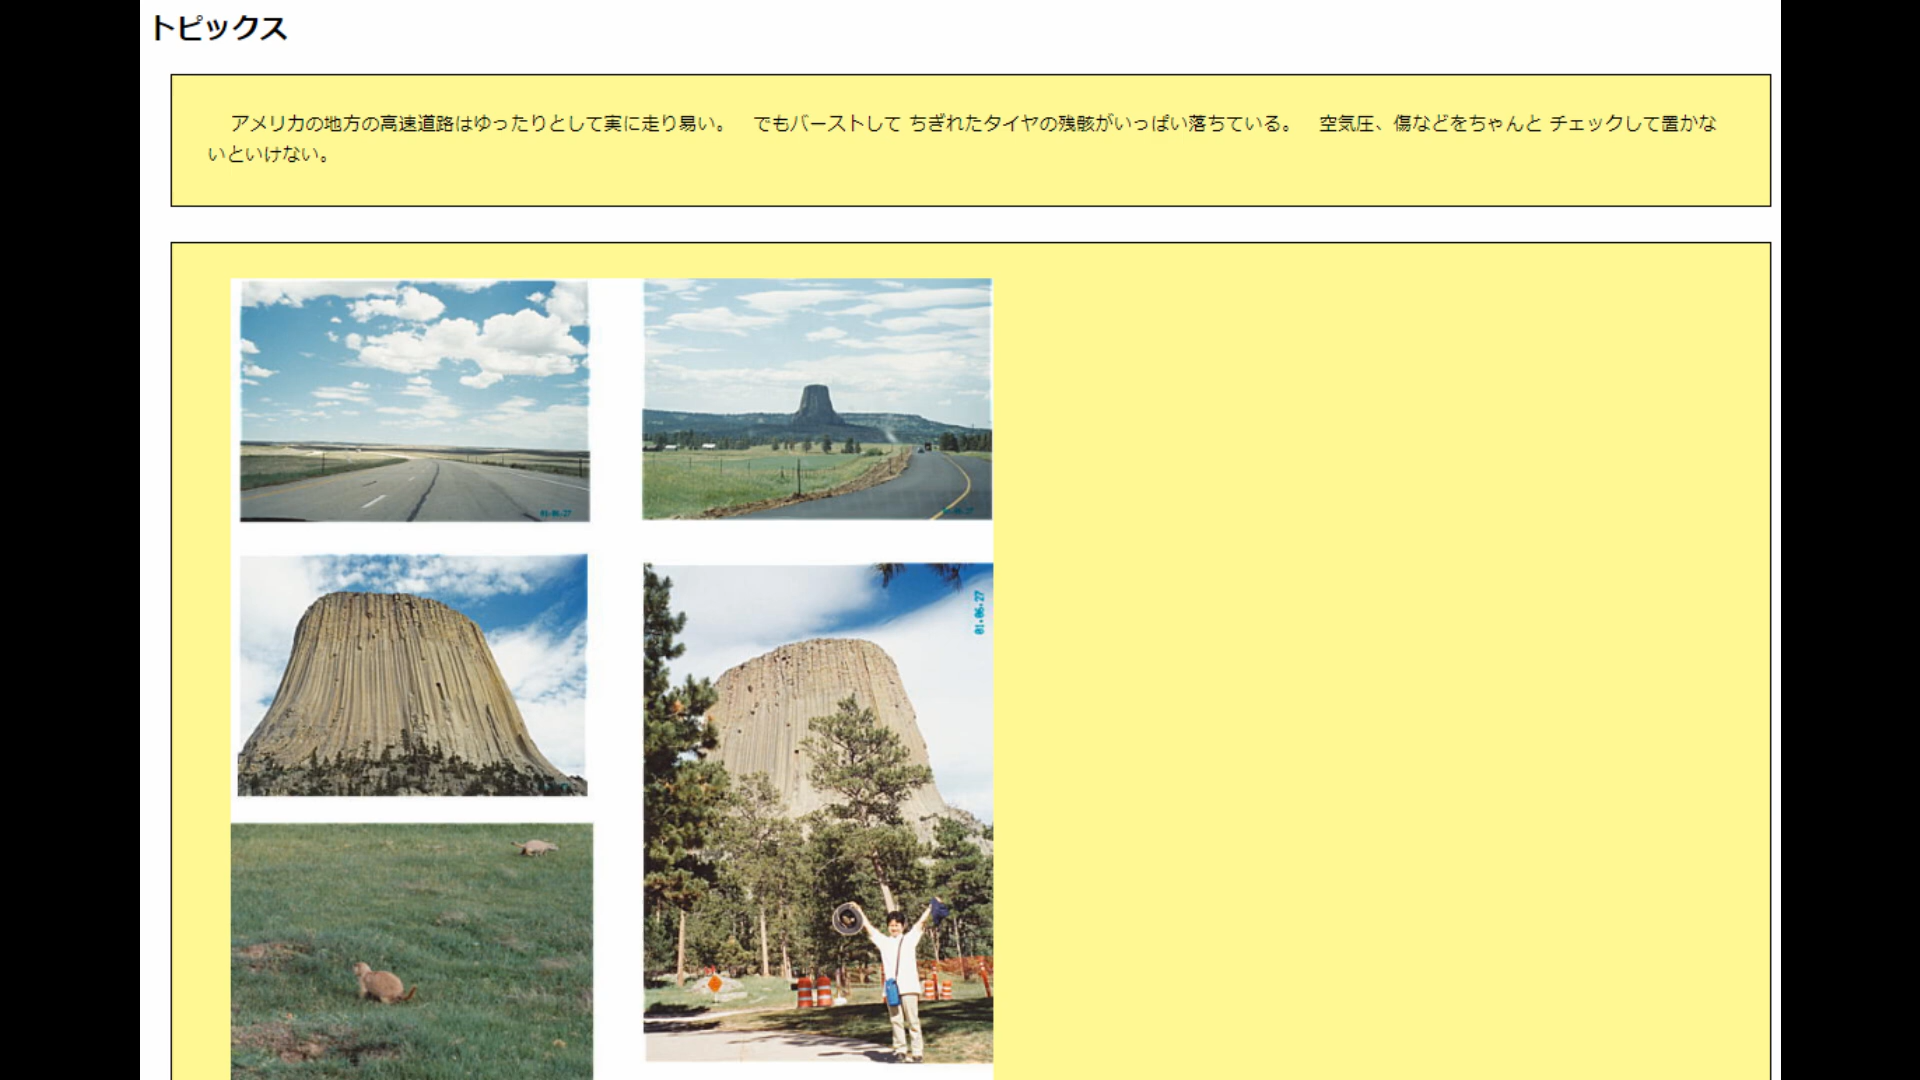 トピックス
アメリカの地方の高速道路はゆったりとして実に走り易い。　でもバーストして ちぎれたタイヤの残骸がいっぱい落ちている。　空気圧、傷などをちゃんと チェックして置かな
いといけない。
01.06.27